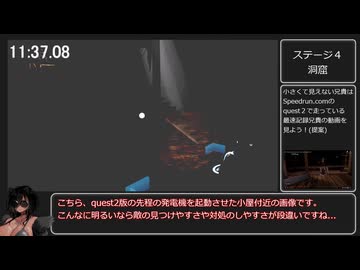 11:37.08
ステージ４
洞窟
小さくて見えない兄貴は
Speedrun.comの
quest２で走っている
最速記録兄貴の動画を
見よう！(提案)
こちら、quest2版の先程の発電機を起動させた小屋付近の画像です。
こんなに明るいなら敵の見つけやすさや対処のしやすさが段違いですね...